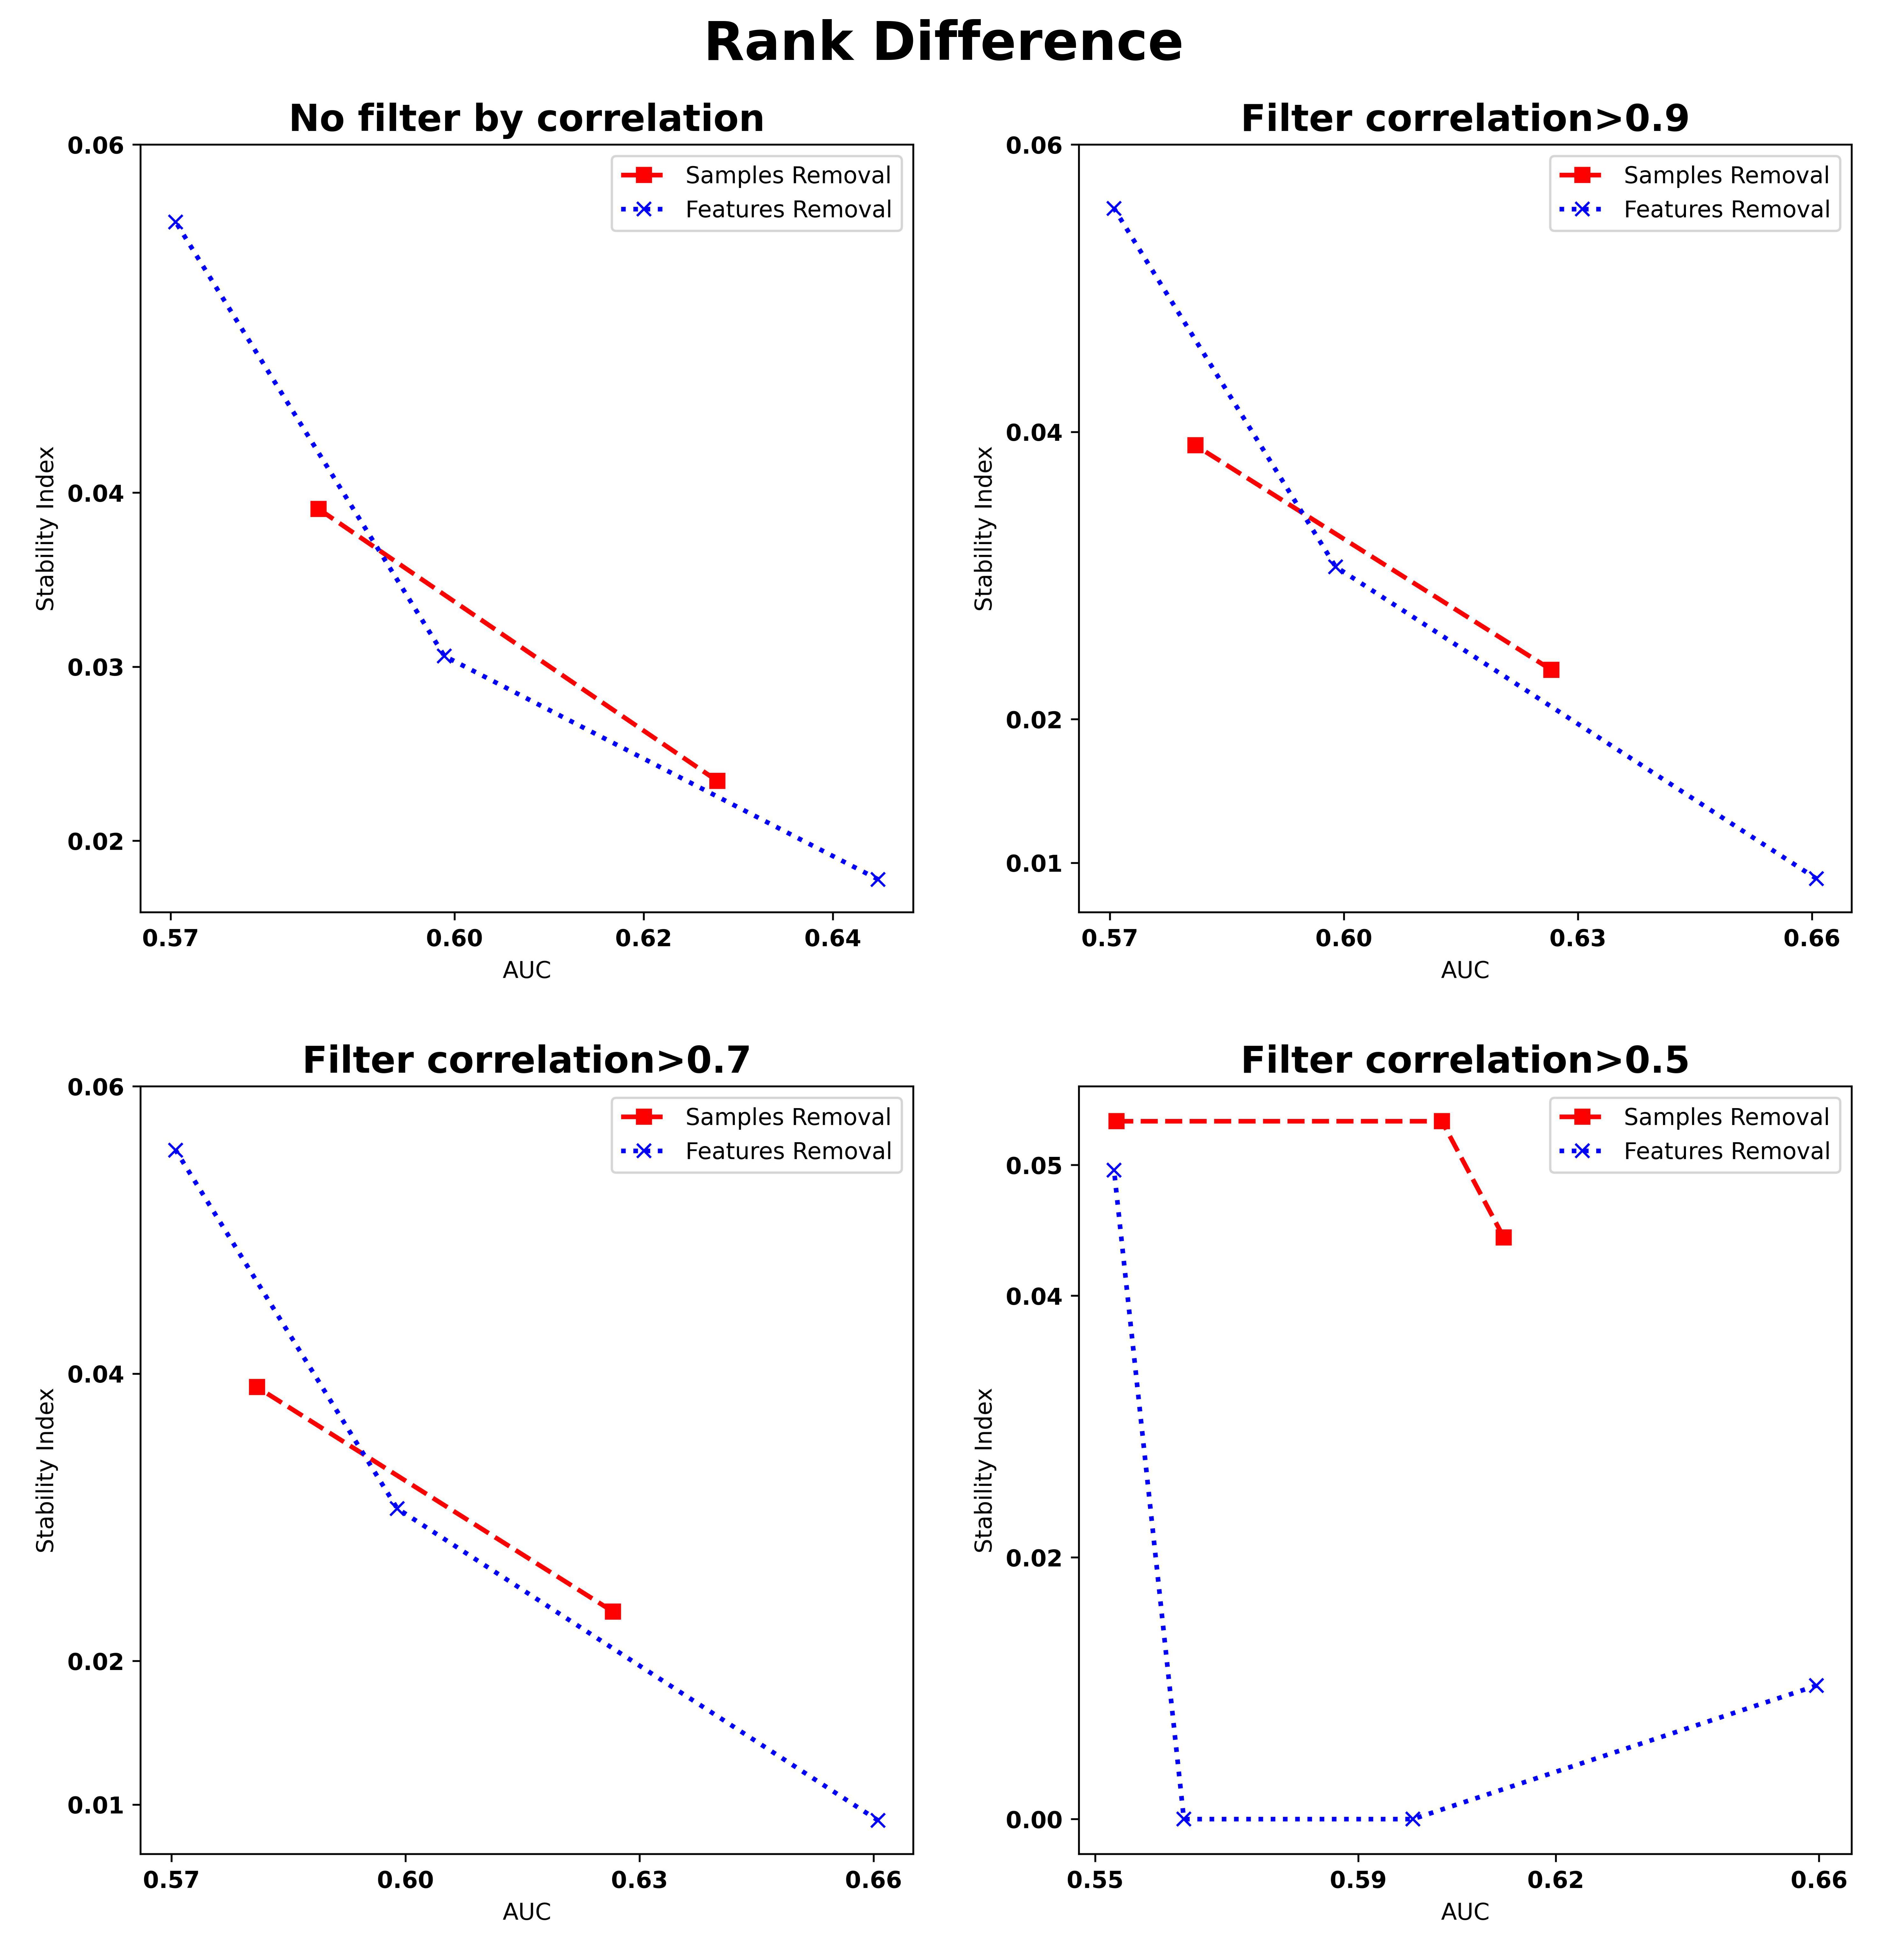 Rank Difference
No filter by correlation
0.06
0.04
0.03
0.02
Stability Index
0.57 0.60 0.62 0.64
AUC
Samples Removal
Features Removal
Filter correlation>0.9
0.06
0.04
0.02
0.01
Stability Index
0.57 0.60 0.63 0.66
AUC
Samples Removal
Features Removal
Filter correlation>0.7
0.06
0.04
0.02
0.01
Stability Index
0.57 0.60 0.63 0.66
AUC
Samples Removal
Features Removal
Filter correlation>0.5
0.05
0.04
0.02
0.00
Stability Index
0.55 0.59 0.62 0.66
AUC
Samples Removal
Features Removal